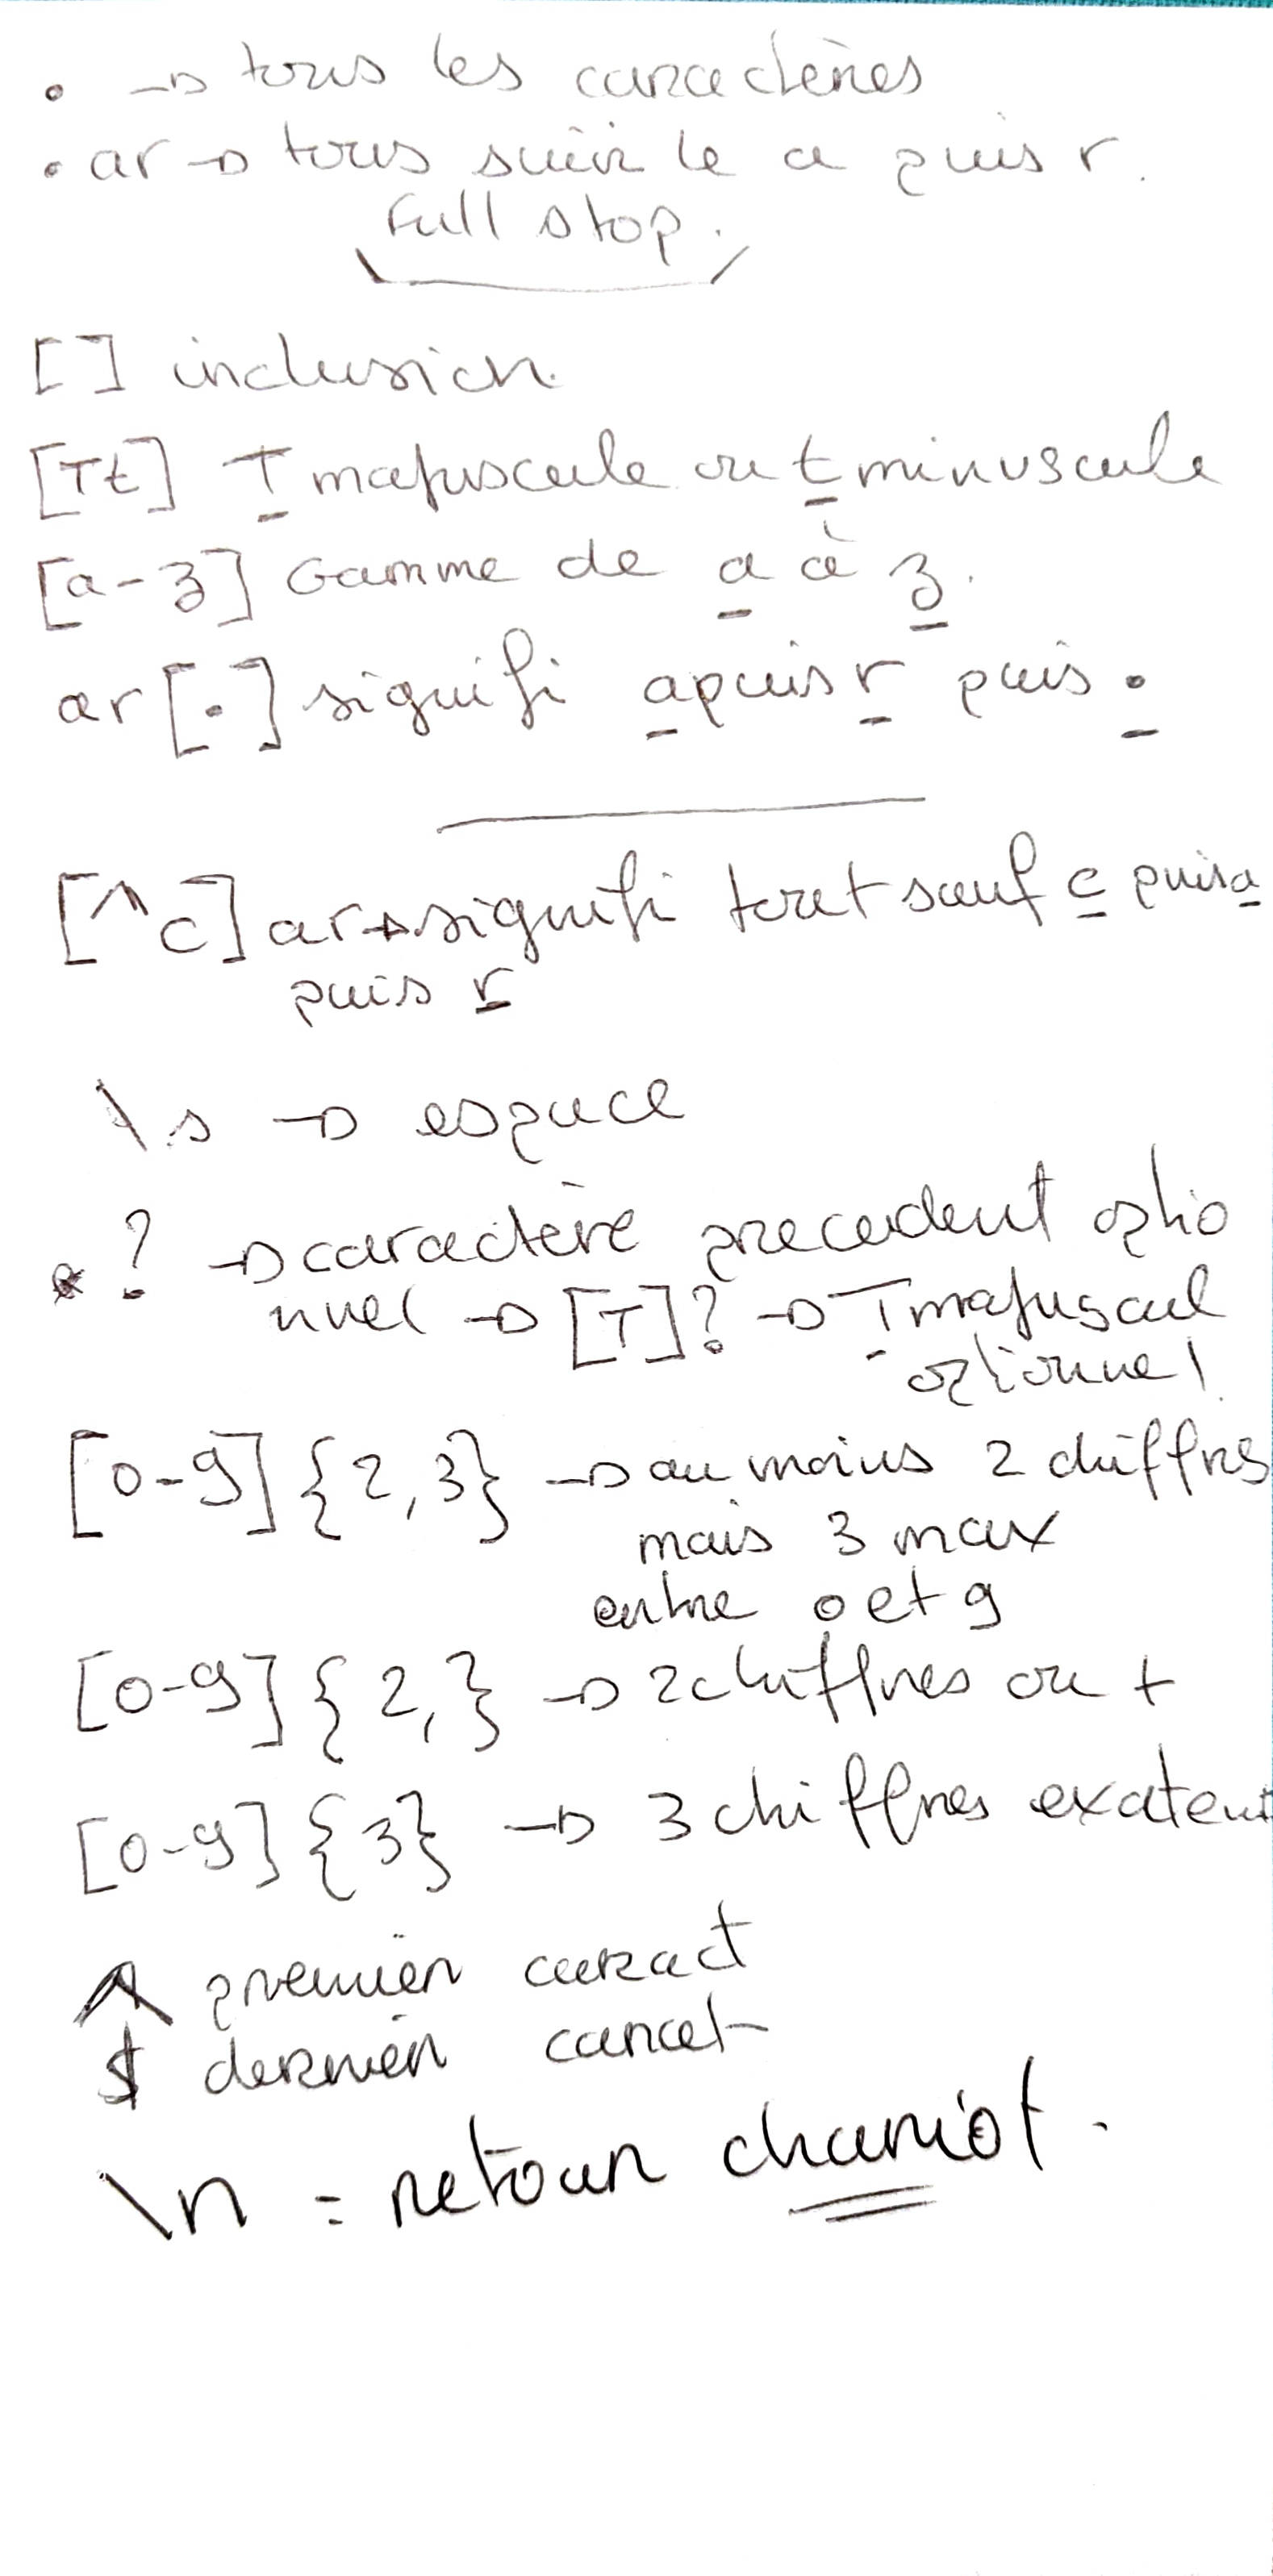 . → tous les caractères
.ar → tous suivi le a puis r.
Full stop.
[] inclusion.
[Tt] T majuscule ou t minuscule
[a-z] Gamme de a à z.
ar[.] signifi a puis r puis .
[^c]ar → signifi tout sauf c puis a
puis r
\s → espace
? → caractère precedent optio
nnel → [T]? → T majuscul
optionnel.
[0-9]{2,3} → au moins 2 chiffres
mais 3 max
entre 0 et 9
[0-9]{2,} → 2 chiffres ou +
[0-9]{3} → 3 chiffres exatent
^ premier caract
$ dernier caract
\n = retour chariot.